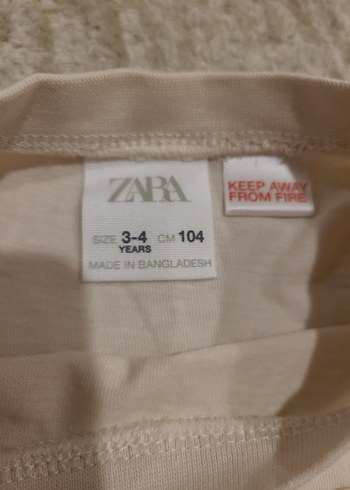 ZARA
SIZE 3-4 CM 104
YEARS
MADE IN BANGLADESH
KEEP AWAY
FROM FIRE